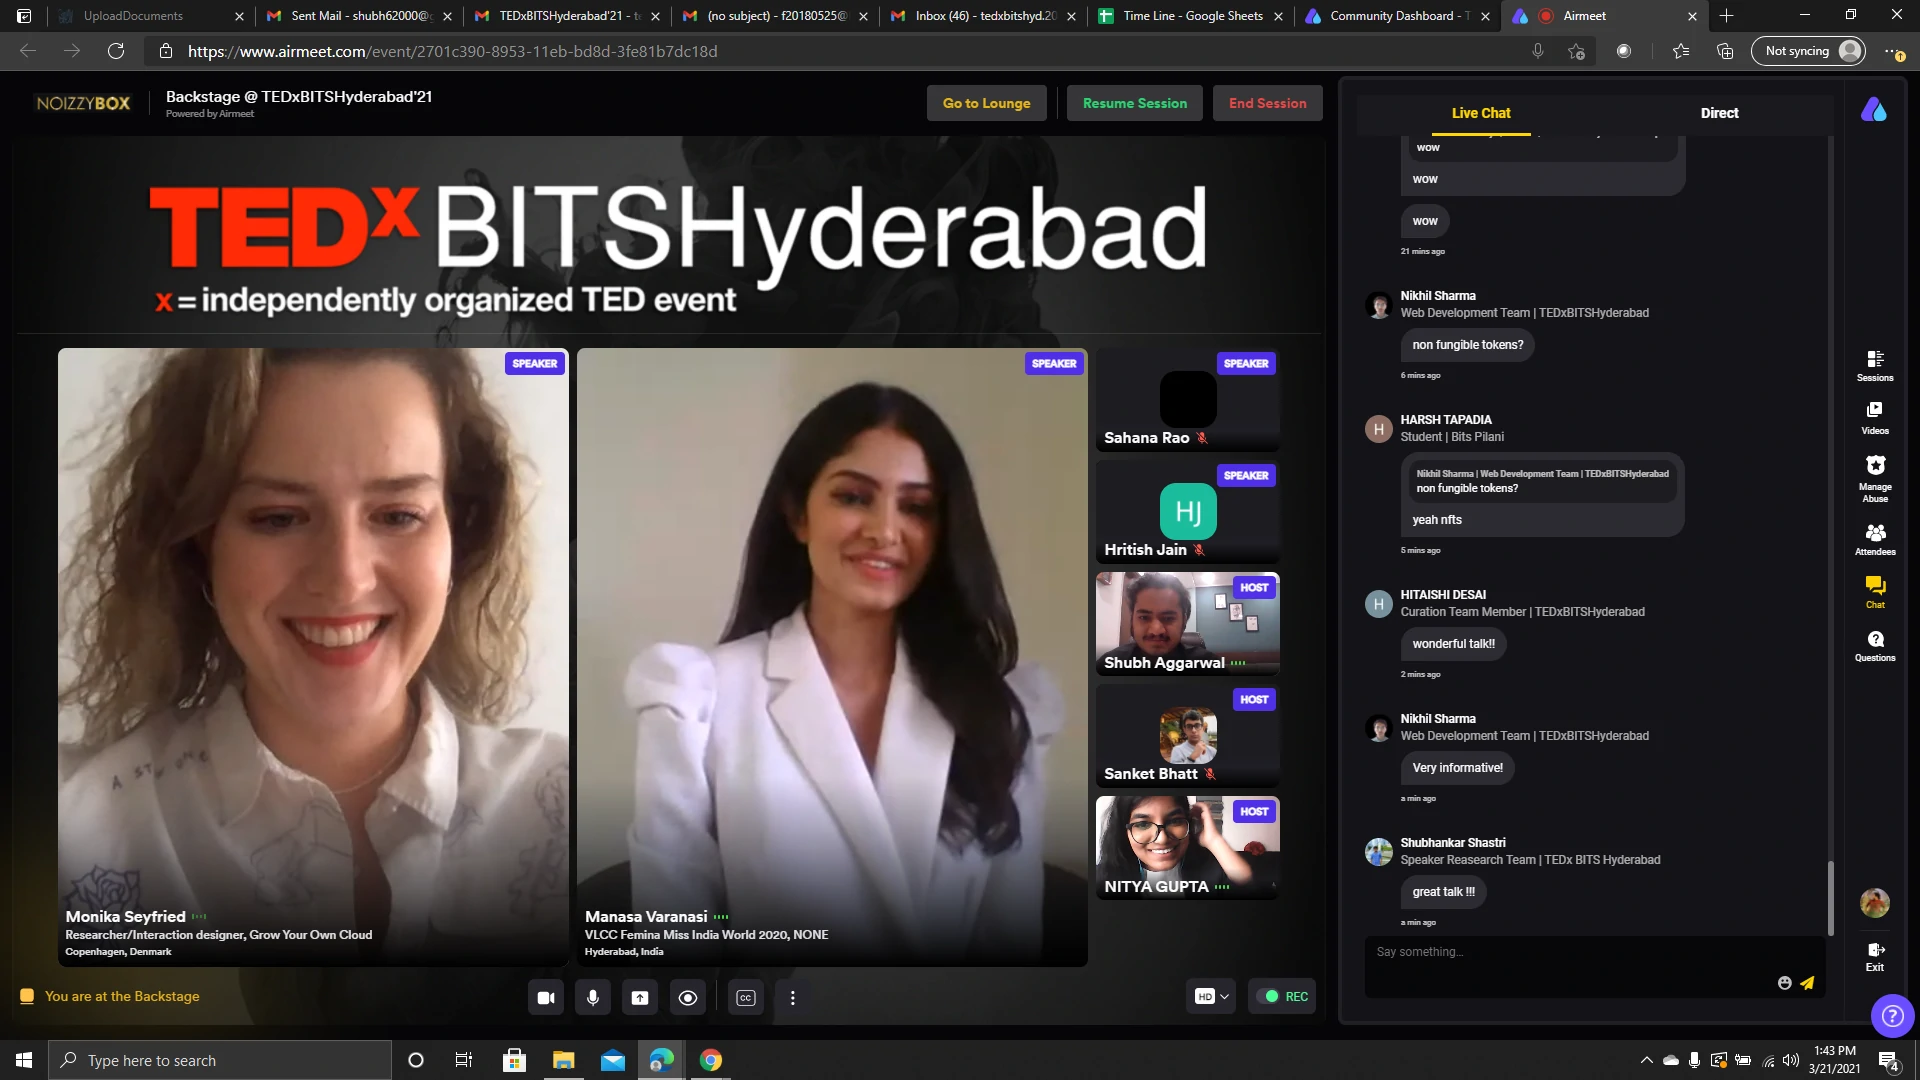 UploadDocuments
Sent Mail - shubh62000@g
TEDxBITSHyderabad'21 - te
(no subject) - f20180525@
Inbox (46) - tedxbitshyd.20
Time Line - Google Sheets
Community Dashboard - T
Airmeet
https://www.airmeet.com/event/2701c390-8953-11eb-bd8d-3fe81b7dc18d
Not syncing
NOIZZYBOX
Backstage @ TEDxBITSHyderabad'21
Powered by Airmeet
Go to Lounge
Resume Session
End Session
TEDxBITSHyderabad
x = independently organized TED event
SPEAKER
Monika Seyfried
Researcher/Interaction designer, Grow Your Own Cloud
Copenhagen, Denmark
SPEAKER
Manasa Varanasi
VLCC Femina Miss India World 2020, NONE
Hyderabad, India
SPEAKER
Sahana Rao
SPEAKER
HJ
Hritish Jain
HOST
Shubh Aggarwal
HOST
Sanket Bhatt
HOST
NITYA GUPTA
You are at the Backstage
CC
HD
REC
Live Chat
Direct
wow
wow
wow
21 mins ago
Nikhil Sharma
Web Development Team | TEDxBITSHyderabad
non fungible tokens?
6 mins ago
H
HARSH TAPADIA
Student | Bits Pilani
Nikhil Sharma | Web Development Team | TEDxBITSHyderabad
non fungible tokens?
yeah nfts
5 mins ago
H
HITAISHI DESAI
Curation Team Member | TEDxBITSHyderabad
wonderful talk!!
2 mins ago
Nikhil Sharma
Web Development Team | TEDxBITSHyderabad
Very informative!
a min ago
Shubhankar Shastri
Speaker Reasearch Team | TEDx BITS Hyderabad
great talk !!!
a min ago
Say something...
Sessions
Videos
Manage
Abuse
Attendees
Chat
Questions
Exit
?
Type here to search
1:43 PM
3/21/2021
4